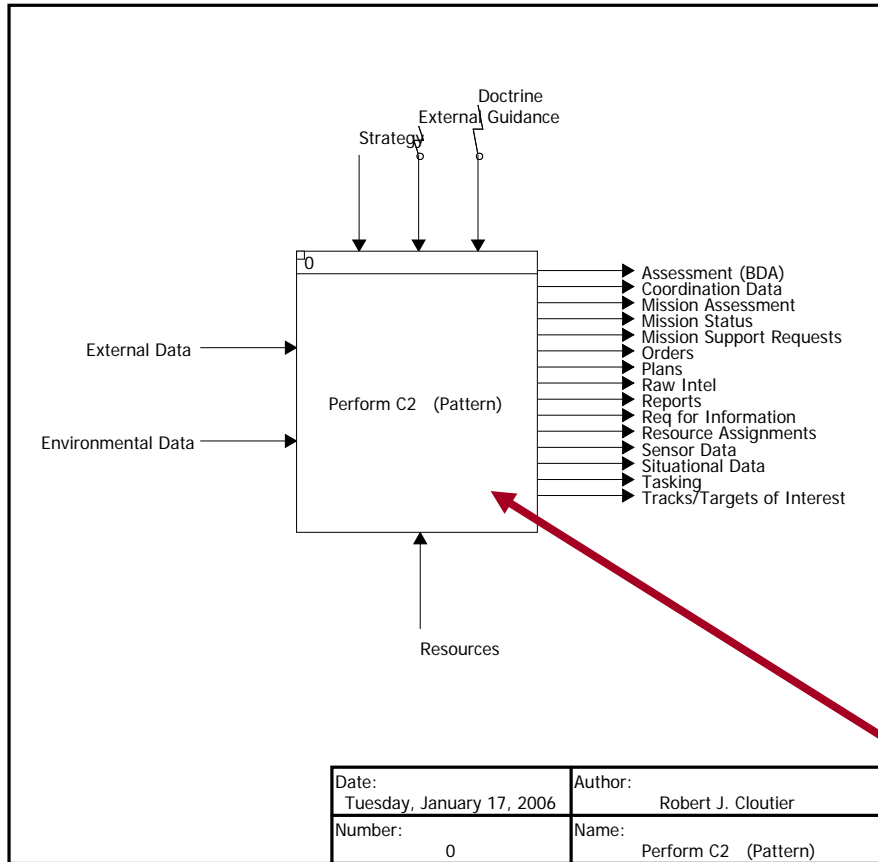 Doctrine
External Guidance
Strategy
0
External Data
Environmental Data
Perform C2 (Pattern)
Assessment (BDA)
Coordination Data
Mission Assessment
Mission Status
Mission Support Requests
Orders
Plans
Raw Intel
Reports
Req for Information
Resource Assignments
Sensor Data
Situational Data
Tasking
Tracks/Targets of Interest
Resources
Date:
Tuesday, January 17, 2006
Author:
Robert J. Cloutier
Number:
0
Name:
Perform C2 (Pattern)